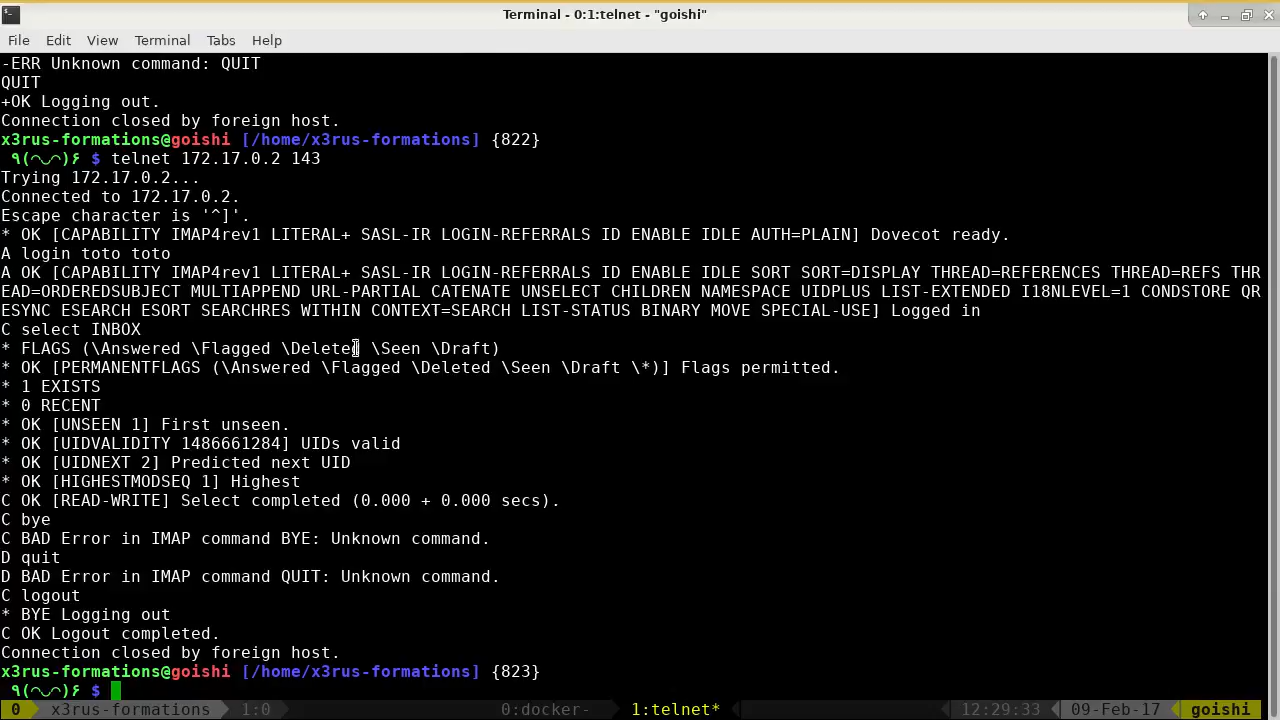 Terminal - 0:1:telnet - "goishi"
File Edit View Terminal Tabs Help
-ERR Unknown command: QUIT
QUIT
+OK Logging out.
Connection closed by foreign host.
x3rus-formations@goishi [/home/x3rus-formations] {822}
٩(◠◡◠)۶ $ telnet 172.17.0.2 143
Trying 172.17.0.2...
Connected to 172.17.0.2.
Escape character is '^]'.
* OK [CAPABILITY IMAP4rev1 LITERAL+ SASL-IR LOGIN-REFERRALS ID ENABLE IDLE AUTH=PLAIN] Dovecot ready.
A login toto toto
A OK [CAPABILITY IMAP4rev1 LITERAL+ SASL-IR LOGIN-REFERRALS ID ENABLE IDLE SORT SORT=DISPLAY THREAD=REFERENCES THREAD=REFS THR
EAD=ORDEREDSUBJECT MULTIAPPEND URL-PARTIAL CATENATE UNSELECT CHILDREN NAMESPACE UIDPLUS LIST-EXTENDED I18NLEVEL=1 CONDSTORE QR
ESYNC ESEARCH ESORT SEARCHRES WITHIN CONTEXT=SEARCH LIST-STATUS BINARY MOVE SPECIAL-USE] Logged in
C select INBOX
* FLAGS (\Answered \Flagged \Deleted \Seen \Draft)
* OK [PERMANENTFLAGS (\Answered \Flagged \Deleted \Seen \Draft \*)] Flags permitted.
* 1 EXISTS
* 0 RECENT
* OK [UNSEEN 1] First unseen.
* OK [UIDVALIDITY 1486661284] UIDs valid
* OK [UIDNEXT 2] Predicted next UID
* OK [HIGHESTMODSEQ 1] Highest
C OK [READ-WRITE] Select completed (0.000 + 0.000 secs).
C bye
C BAD Error in IMAP command BYE: Unknown command.
D quit
D BAD Error in IMAP command QUIT: Unknown command.
C logout
* BYE Logging out
C OK Logout completed.
Connection closed by foreign host.
x3rus-formations@goishi [/home/x3rus-formations] {823}
٩(◠◡◠)۶ $
0 x3rus-formations 1:0 0:docker- 1:telnet* 12:29:33 09-Feb-17 goishi